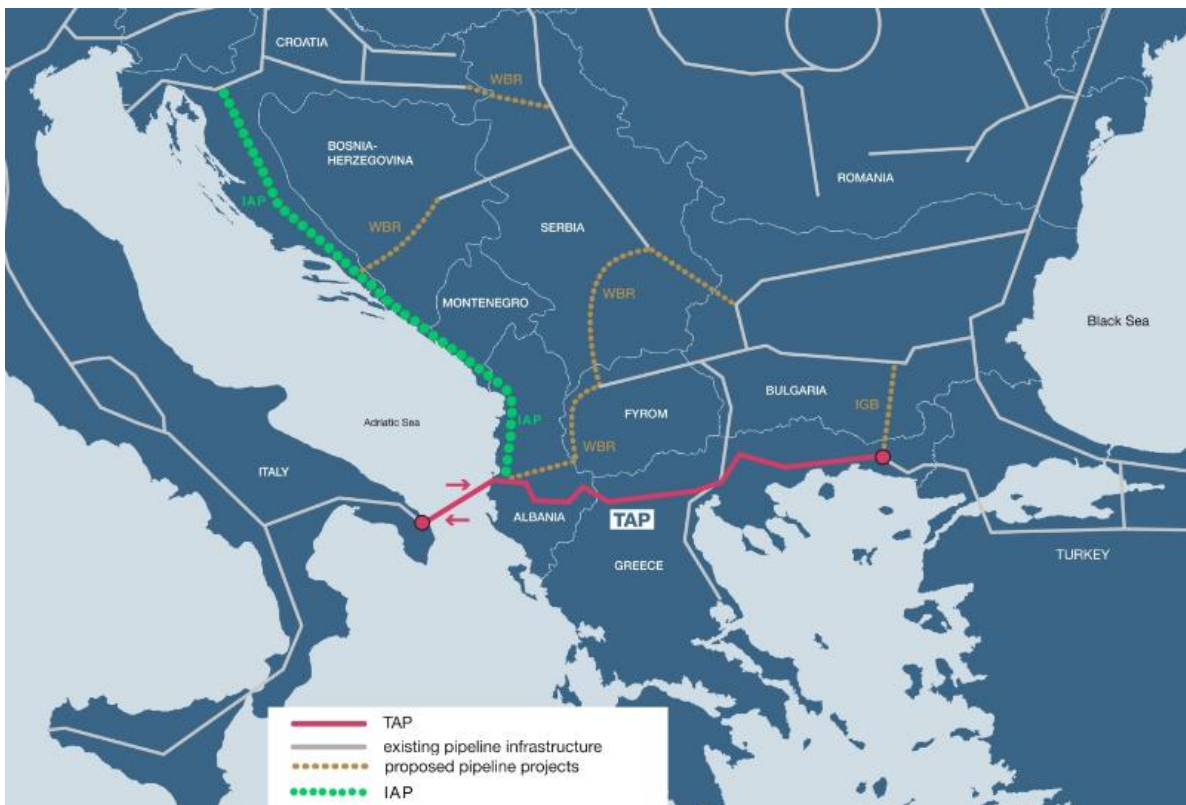 CROATIA
WBR
BOSNIA-
HERZEGOVINA
ROMANIA
IAP
WBR
SERBIA
WBR
MONTENEGRO
Black Sea
BULGARIA
IGB
FYROM
Adriatic Sea
IAP
WBR
ITALY
ALBANIA
TAP
GREECE
TURKEY
TAP
existing pipeline infrastructure
proposed pipeline projects
IAP